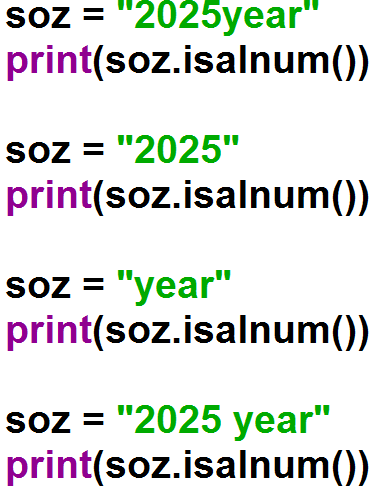 soz = "2025year"
print(soz.isalnum())
soz = "2025"
print(soz.isalnum())
soz = "year"
print(soz.isalnum())
soz = "2025 year"
print(soz.isalnum())